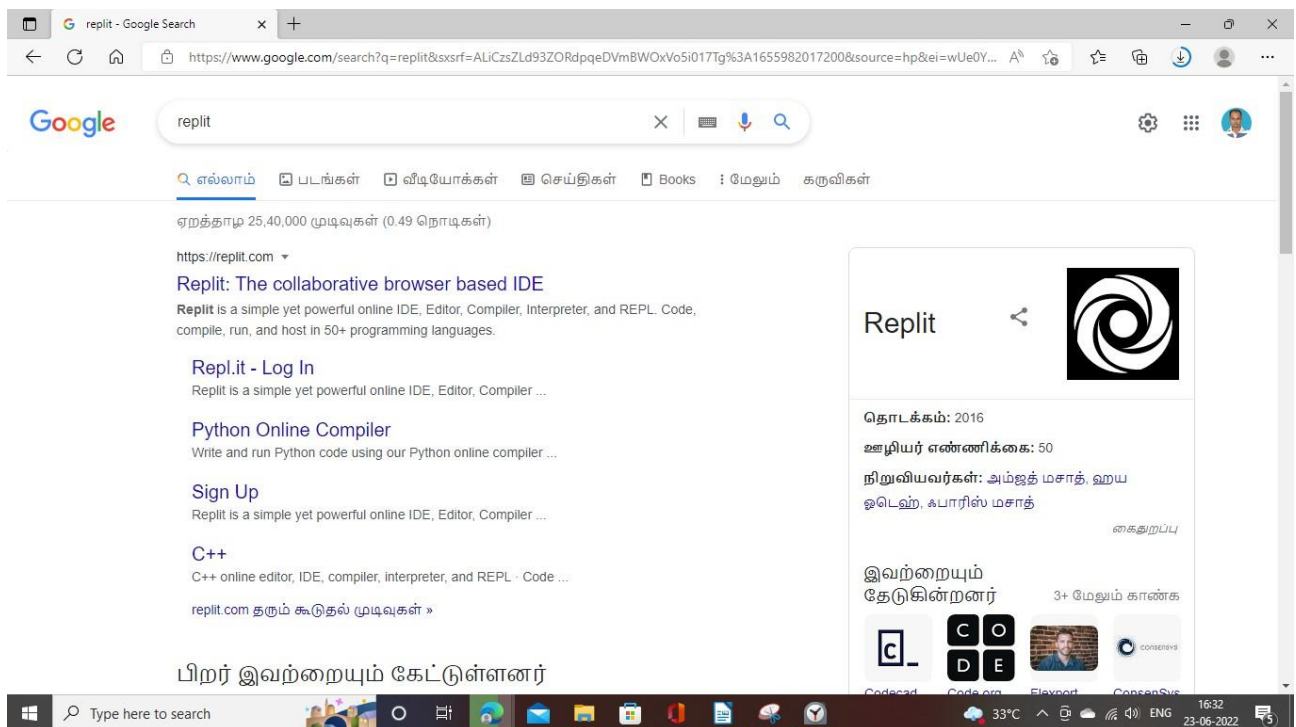 replit - Google Search
https://www.google.com/search?q=replit&sxsrf=ALiCzsZLd93ZORdpqeDVmBWOxVo5i017Tg%3A1655982017200&source=hp&ei=wUe0Y...
Google
replit
எல்லாம் படங்கள் வீடியோக்கள் செய்திகள் Books மேலும் கருவிகள்
ஏறத்தாழ 25,40,000 முடிவுகள் (0.49 நொடிகள்)
https://replit.com
Replit: The collaborative browser based IDE
Replit is a simple yet powerful online IDE, Editor, Compiler, Interpreter, and REPL. Code,
compile, run, and host in 50+ programming languages.
Repl.it - Log In
Replit is a simple yet powerful online IDE, Editor, Compiler ...
Python Online Compiler
Write and run Python code using our Python online compiler ...
Sign Up
Replit is a simple yet powerful online IDE, Editor, Compiler ...
C++
C++ online editor, IDE, compiler, interpreter, and REPL · Code ...
replit.com தரும் கூடுதல் முடிவுகள் »
பிறர் இவற்றையும் கேட்டுள்ளனர்
Replit
தொடக்கம்: 2016
ஊழியர் எண்ணிக்கை: 50
நிறுவியவர்கள்: அம்ஜத் மசாத், ஹய
ஓடெஹ், ஃபாரிஸ் மசாத்
கைதுறப்பு
இவற்றையும்
தேடுகின்றனர்
3+ மேலும் காண்க
C O
D E
consensys
Codecad Code.org Flexport ConsenSys
Type here to search
33°C ENG 16:32
23-06-2022